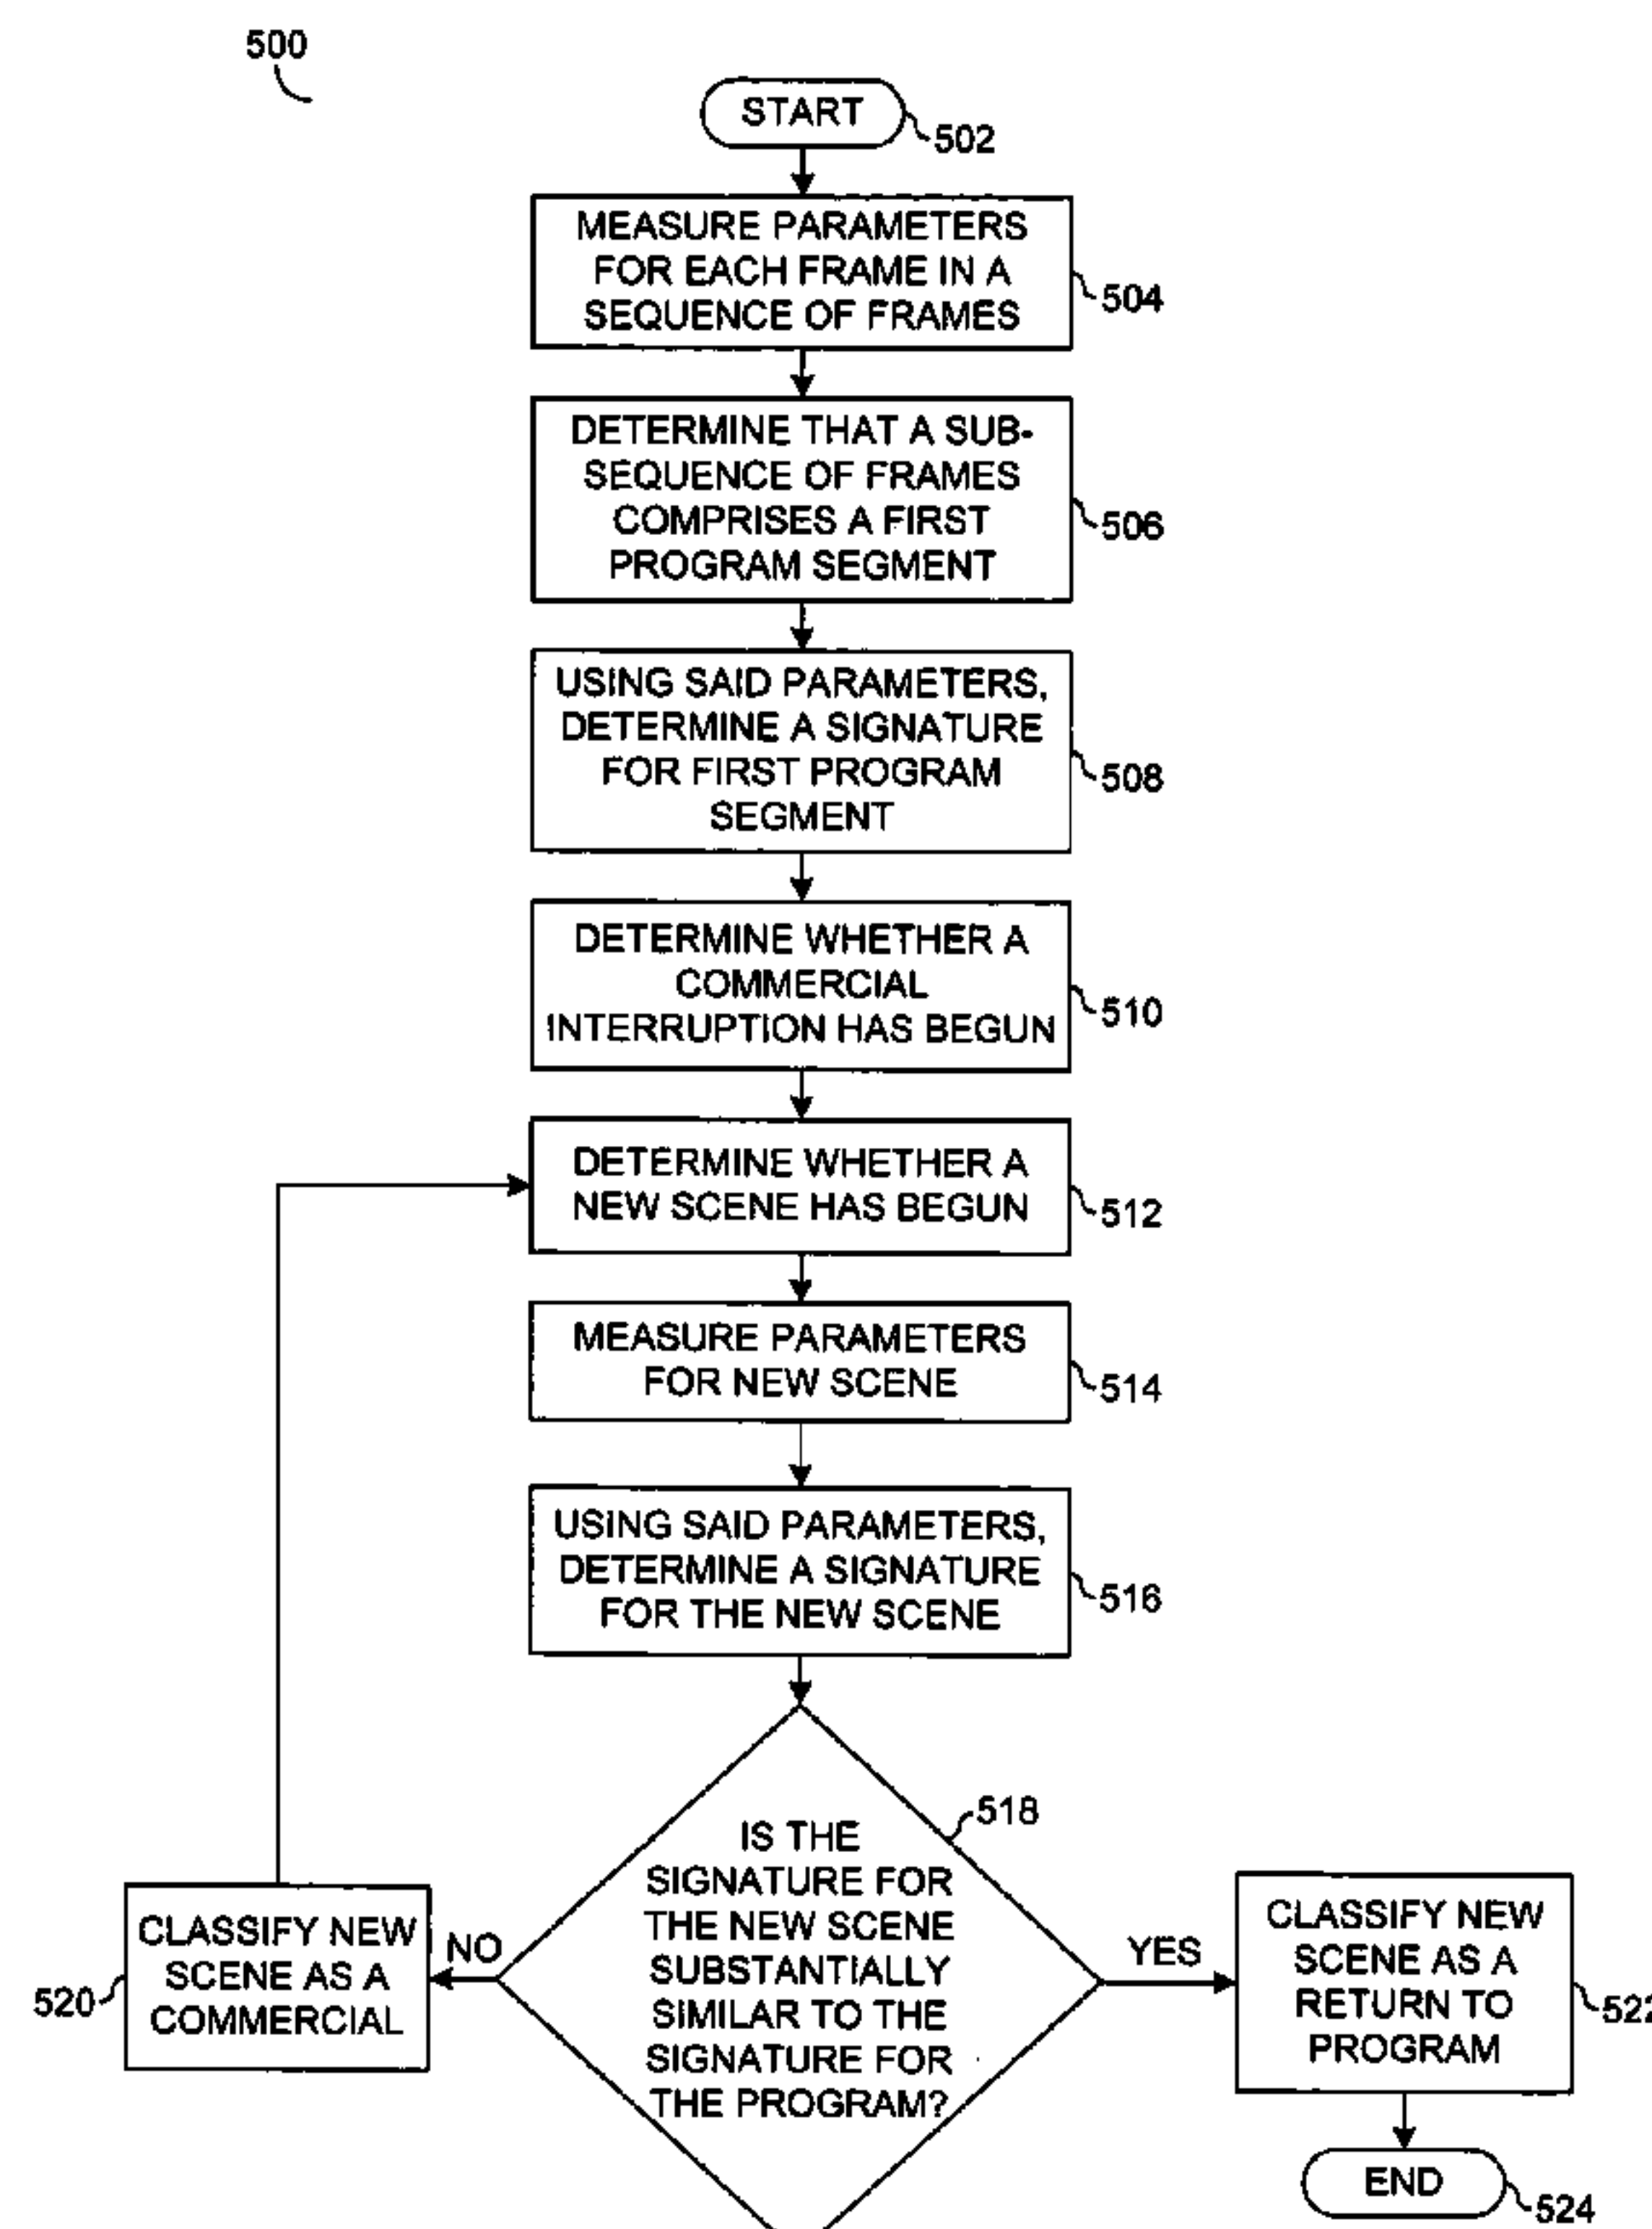 500
START
502
MEASURE PARAMETERS
FOR EACH FRAME IN A
SEQUENCE OF FRAMES
504
DETERMINE THAT A SUB-
SEQUENCE OF FRAMES
COMPRISES A FIRST
PROGRAM SEGMENT
506
USING SAID PARAMETERS,
DETERMINE A SIGNATURE
FOR FIRST PROGRAM
SEGMENT
508
DETERMINE WHETHER A
COMMERCIAL
INTERRUPTION HAS BEGUN
510
DETERMINE WHETHER A
NEW SCENE HAS BEGUN
512
MEASURE PARAMETERS
FOR NEW SCENE
514
USING SAID PARAMETERS,
DETERMINE A SIGNATURE
FOR THE NEW SCENE
516
IS THE
SIGNATURE FOR
THE NEW SCENE
SUBSTANTIALLY
SIMILAR TO THE
SIGNATURE FOR
THE PROGRAM?
518
NO
CLASSIFY NEW
SCENE AS A
COMMERCIAL
520
YES
CLASSIFY NEW
SCENE AS A
RETURN TO
PROGRAM
522
END
524